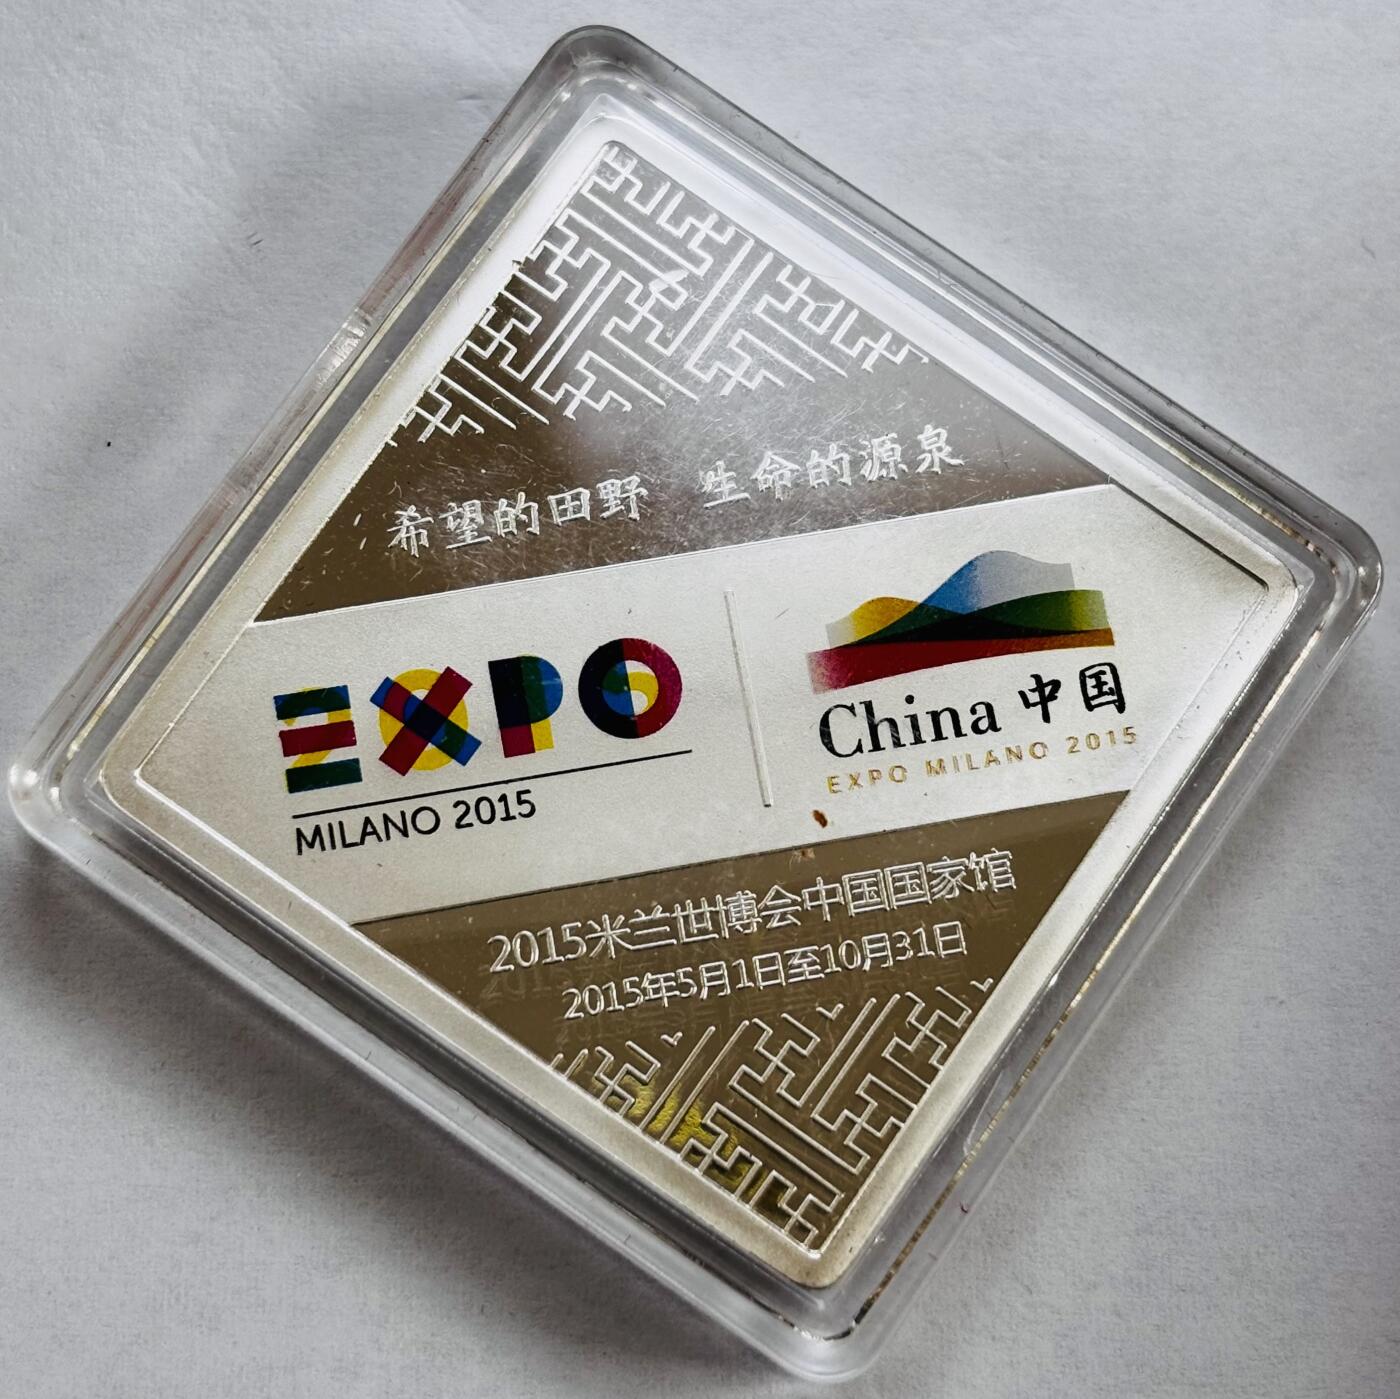 希望的田野 生命的源泉
EXPO
MILANO 2015
China 中国
EXPO MILANO 2015
2015米兰世博会中国国家馆
2015年5月1日至10月31日